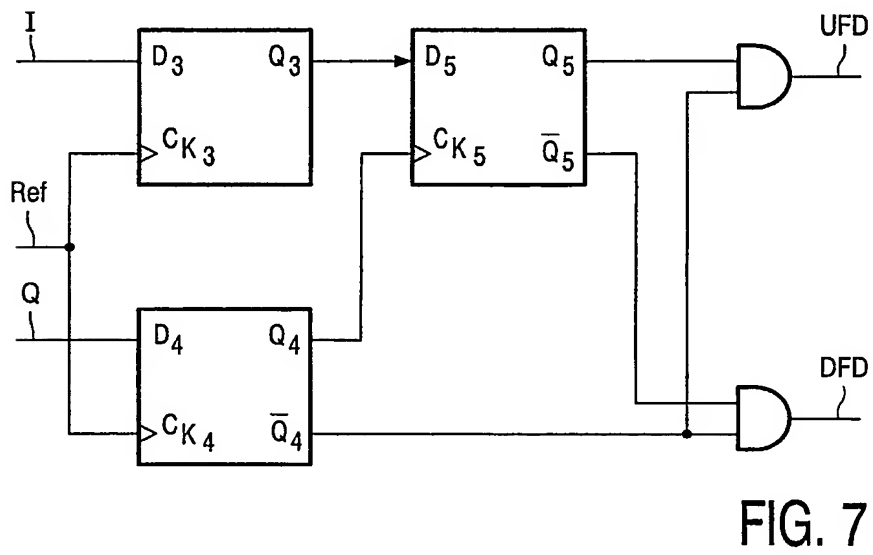 I
D3 Q3
CK3
D5 Q5
CK5 Q̅5
UFD
Ref
Q
D4 Q4
CK4 Q̅4
DFD
FIG. 7